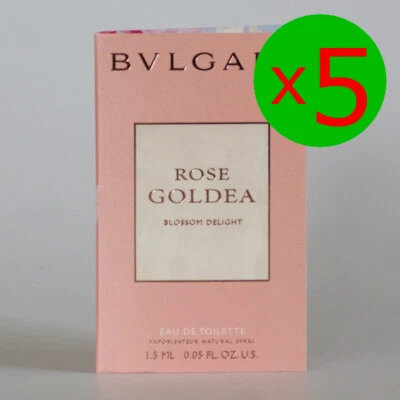 BVLGA
x5
ROSE
GOLDEA
BLOSSOM DELIGHT
EAU DE TOILETTE
VAPORISATEUR NATURAL SPRAY
1.5 ML 0.05 FL.OZ.U.S.